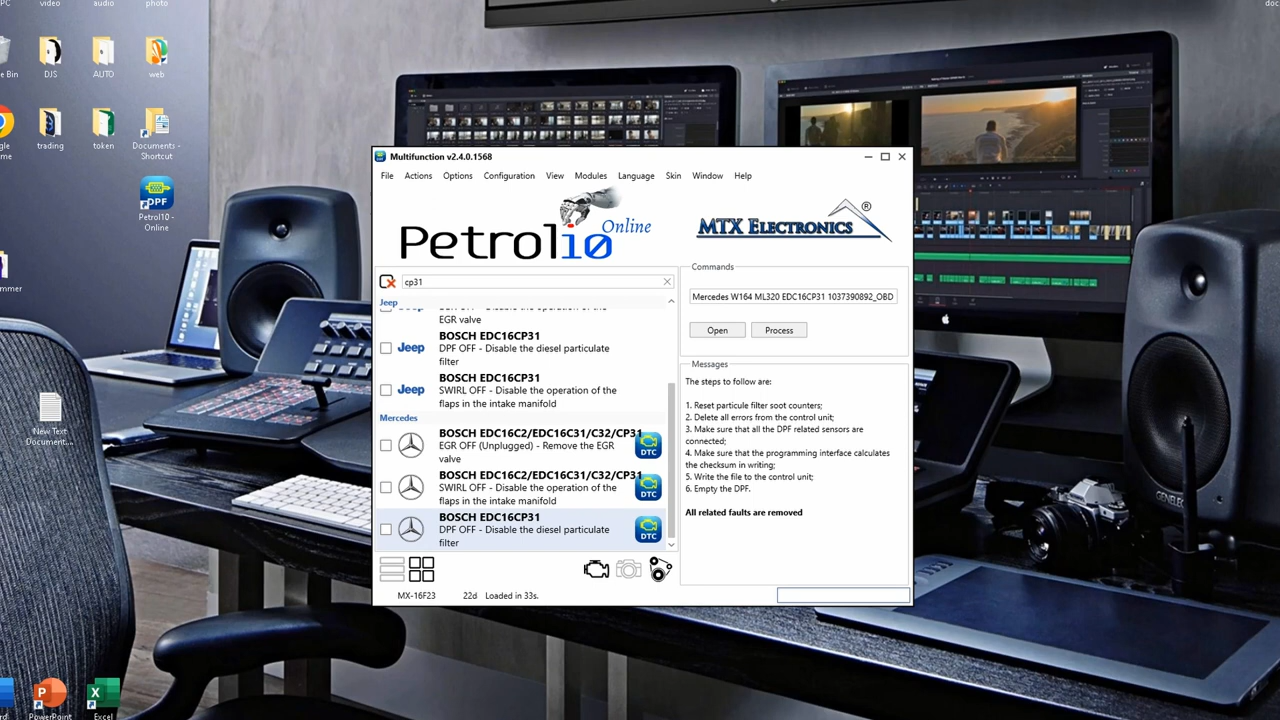 PC
video
audio
photo
doc
e Bin
DJS
AUTO
web
gle
me
trading
token
Documents -
Shortcut
DPF
Petrol10 -
Online
mmer
New Text
Document...
rd
PowerPoint
Excel
Multifunction v2.4.0.1568
File Actions Options Configuration View Modules Language Skin Window Help
Petrol10 Online
MTX ELECTRONICS ®
cp31
Commands
Jeep
EGR valve
Mercedes W164 ML320 EDC16CP31 1037390892_OBD
Open Process
Jeep
BOSCH EDC16CP31
DPF OFF - Disable the diesel particulate
filter
Jeep
BOSCH EDC16CP31
SWIRL OFF - Disable the operation of the
flaps in the intake manifold
Mercedes
BOSCH EDC16C2/EDC16C31/C32/CP31
EGR OFF (Unplugged) - Remove the EGR
valve
DTC
BOSCH EDC16C2/EDC16C31/C32/CP31
SWIRL OFF - Disable the operation of the
flaps in the intake manifold
DTC
BOSCH EDC16CP31
DPF OFF - Disable the diesel particulate
filter
DTC
Messages
The steps to follow are:
1. Reset particule filter soot counters;
2. Delete all errors from the control unit;
3. Make sure that all the DPF related sensors are
connected;
4. Make sure that the programming interface calculates
the checksum in writing;
5. Write the file to the control unit;
6. Empty the DPF.
All related faults are removed
MX-16F23 22d Loaded in 33s.
GENELEC